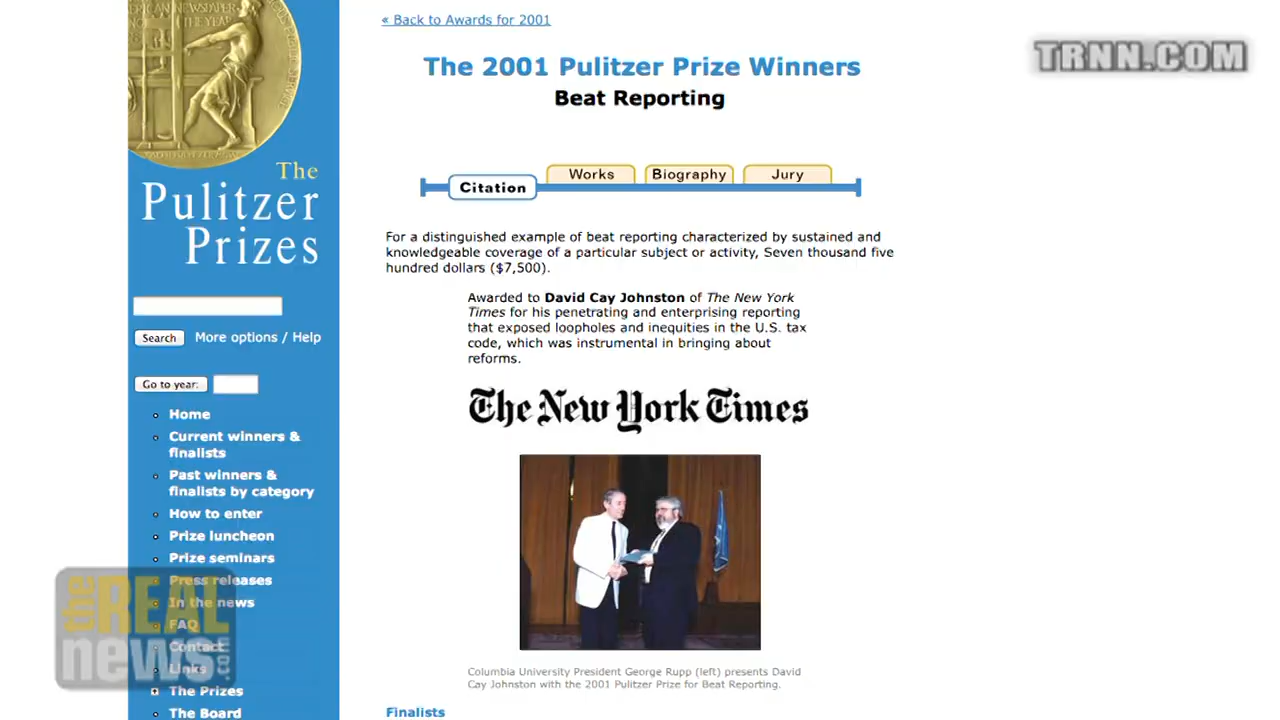 « Back to Awards for 2001
TRNN.COM
The 2001 Pulitzer Prize Winners
Beat Reporting
Citation
Works
Biography
Jury
The
Pulitzer
Prizes
Search
More options / Help
Go to year:
Home
Current winners &
finalists
Past winners &
finalists by category
How to enter
Prize luncheon
Prize seminars
Press releases
In the news
FAQ
Contact
Links
The Prizes
The Board
the
REAL
news.com
For a distinguished example of beat reporting characterized by sustained and
knowledgeable coverage of a particular subject or activity, Seven thousand five
hundred dollars ($7,500).
Awarded to David Cay Johnston of The New York
Times for his penetrating and enterprising reporting
that exposed loopholes and inequities in the U.S. tax
code, which was instrumental in bringing about
reforms.
The New York Times
Columbia University President George Rupp (left) presents David
Cay Johnston with the 2001 Pulitzer Prize for Beat Reporting.
Finalists